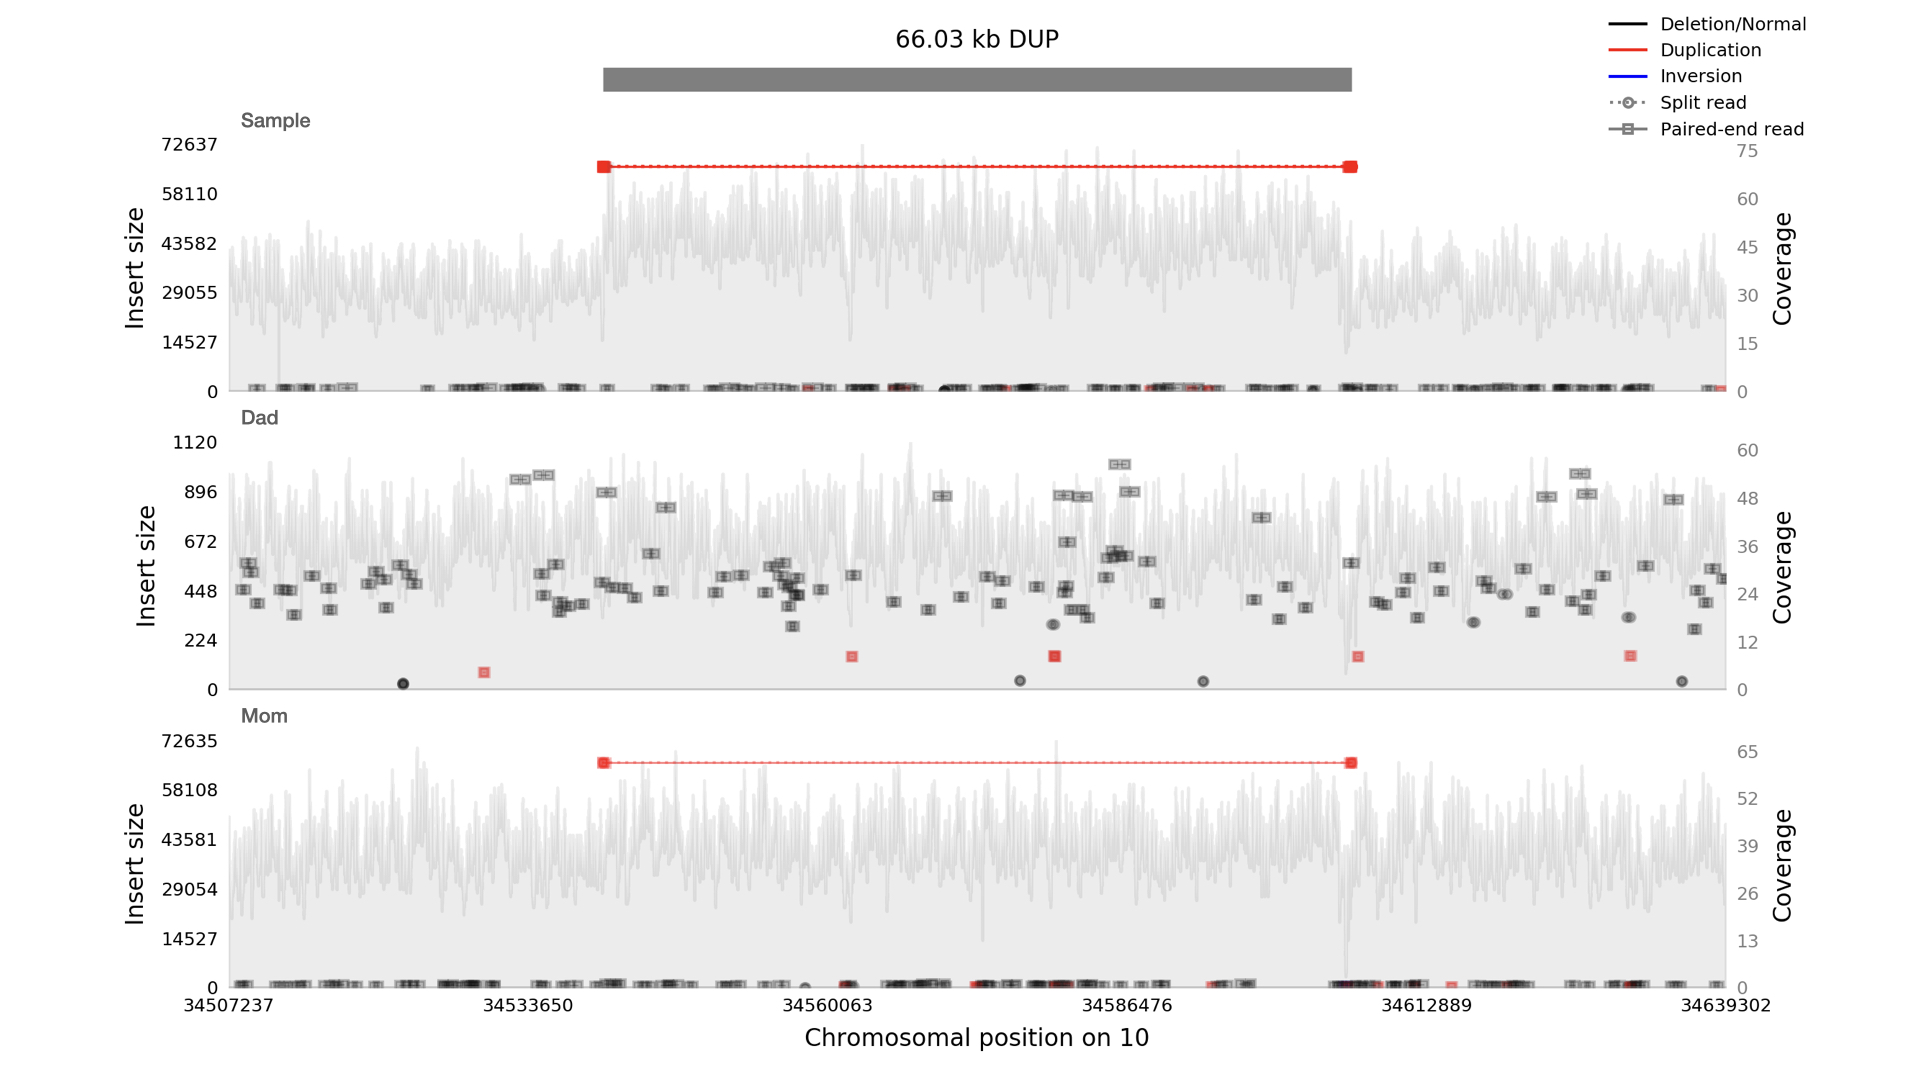 66.03 kb DUP
Deletion/Normal
Duplication
Inversion
Split read
Paired-end read
Sample
72637
58110
43582
29055
14527
0
Insert size
75
60
45
30
15
0
Coverage
Dad
1120
896
672
448
224
0
Insert size
60
48
36
24
12
0
Coverage
Mom
72635
58108
43581
29054
14527
0
Insert size
65
52
39
26
13
0
Coverage
34507237 34533650 34560063 34586476 34612889 34639302
Chromosomal position on 10